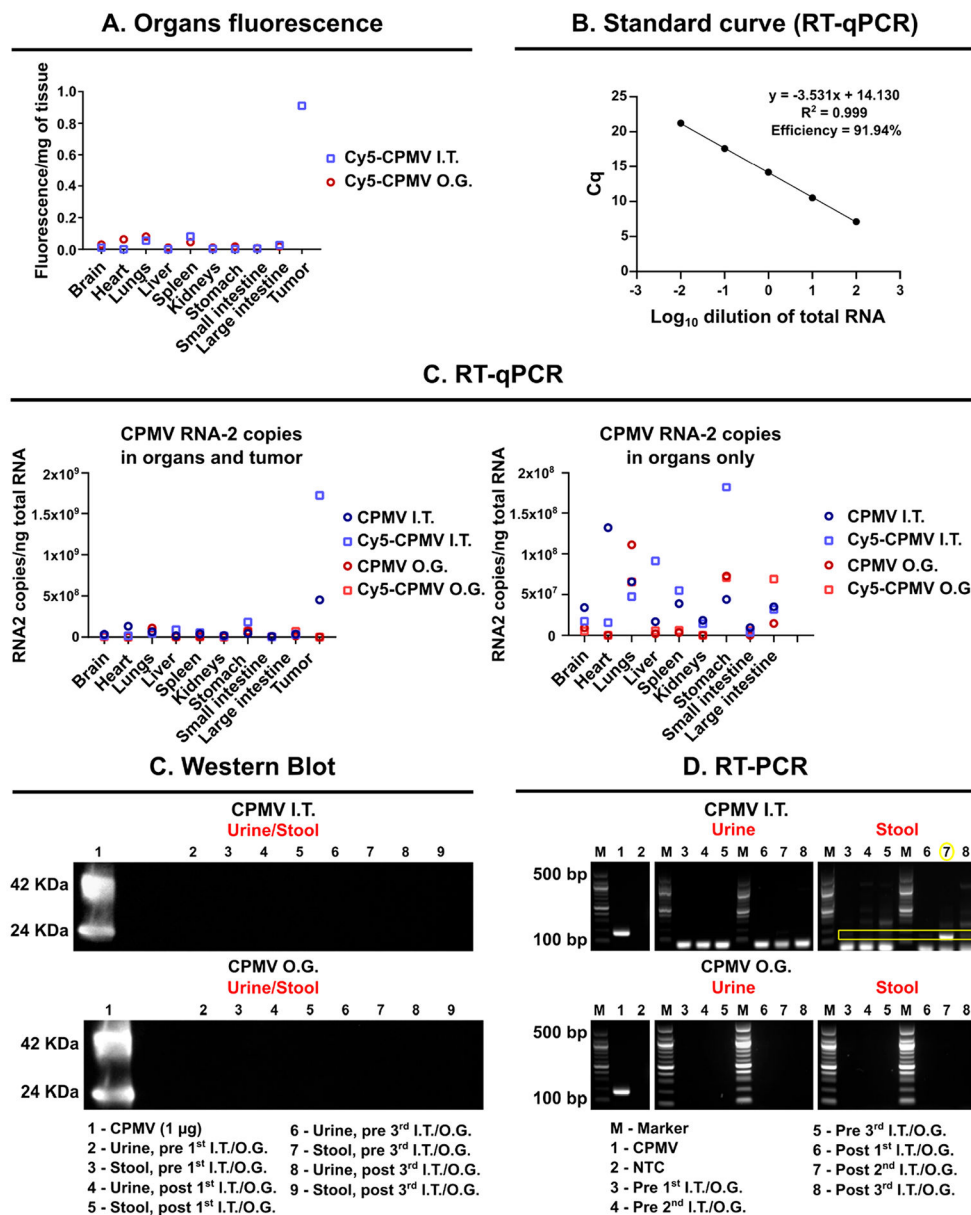 A. Organs fluorescence
Fluorescence/mg of tissue
1.0
0.8
0.6
0.4
0.2
0.0
Brain
Heart
Lungs
Liver
Spleen
Kidneys
Stomach
Small intestine
Large intestine
Tumor
Cy5-CPMV I.T.
Cy5-CPMV O.G.
B. Standard curve (RT-qPCR)
y = -3.531x + 14.130
R² = 0.999
Efficiency = 91.94%
Cq
25
20
15
10
5
0
-3 -2 -1 0 1 2 3
Log₁₀ dilution of total RNA
C. RT-qPCR
CPMV RNA-2 copies
in organs and tumor
RNA2 copies/ng total RNA
2x10⁹
1.5x10⁹
1x10⁹
5x10⁸
0
Brain
Heart
Lungs
Liver
Spleen
Kidneys
Stomach
Small intestine
Large intestine
Tumor
CPMV I.T.
Cy5-CPMV I.T.
CPMV O.G.
Cy5-CPMV O.G.
CPMV RNA-2 copies
in organs only
RNA2 copies/ng total RNA
2x10⁸
1.5x10⁸
1x10⁸
5x10⁷
0
Brain
Heart
Lungs
Liver
Spleen
Kidneys
Stomach
Small intestine
Large intestine
CPMV I.T.
Cy5-CPMV I.T.
CPMV O.G.
Cy5-CPMV O.G.
C. Western Blot
CPMV I.T.
Urine/Stool
1 2 3 4 5 6 7 8 9
42 KDa
24 KDa
CPMV O.G.
Urine/Stool
1 2 3 4 5 6 7 8 9
42 KDa
24 KDa
1 - CPMV (1 µg)
2 - Urine, pre 1ˢᵗ I.T./O.G.
3 - Stool, pre 1ˢᵗ I.T./O.G.
4 - Urine, post 1ˢᵗ I.T./O.G.
5 - Stool, post 1ˢᵗ I.T./O.G.
6 - Urine, pre 3ʳᵈ I.T./O.G.
7 - Stool, pre 3ʳᵈ I.T./O.G.
8 - Urine, post 3ʳᵈ I.T./O.G.
9 - Stool, post 3ʳᵈ I.T./O.G.
D. RT-PCR
CPMV I.T.
Urine Stool
M 1 2 M 3 4 5 M 6 7 8 M 3 4 5 M 6 7 8
500 bp
100 bp
CPMV O.G.
Urine Stool
M 1 2 M 3 4 5 M 6 7 8 M 3 4 5 M 6 7 8
500 bp
100 bp
M - Marker
1 - CPMV
2 - NTC
3 - Pre 1ˢᵗ I.T./O.G.
4 - Pre 2ⁿᵈ I.T./O.G.
5 - Pre 3ʳᵈ I.T./O.G.
6 - Post 1ˢᵗ I.T./O.G.
7 - Post 2ⁿᵈ I.T./O.G.
8 - Post 3ʳᵈ I.T./O.G.